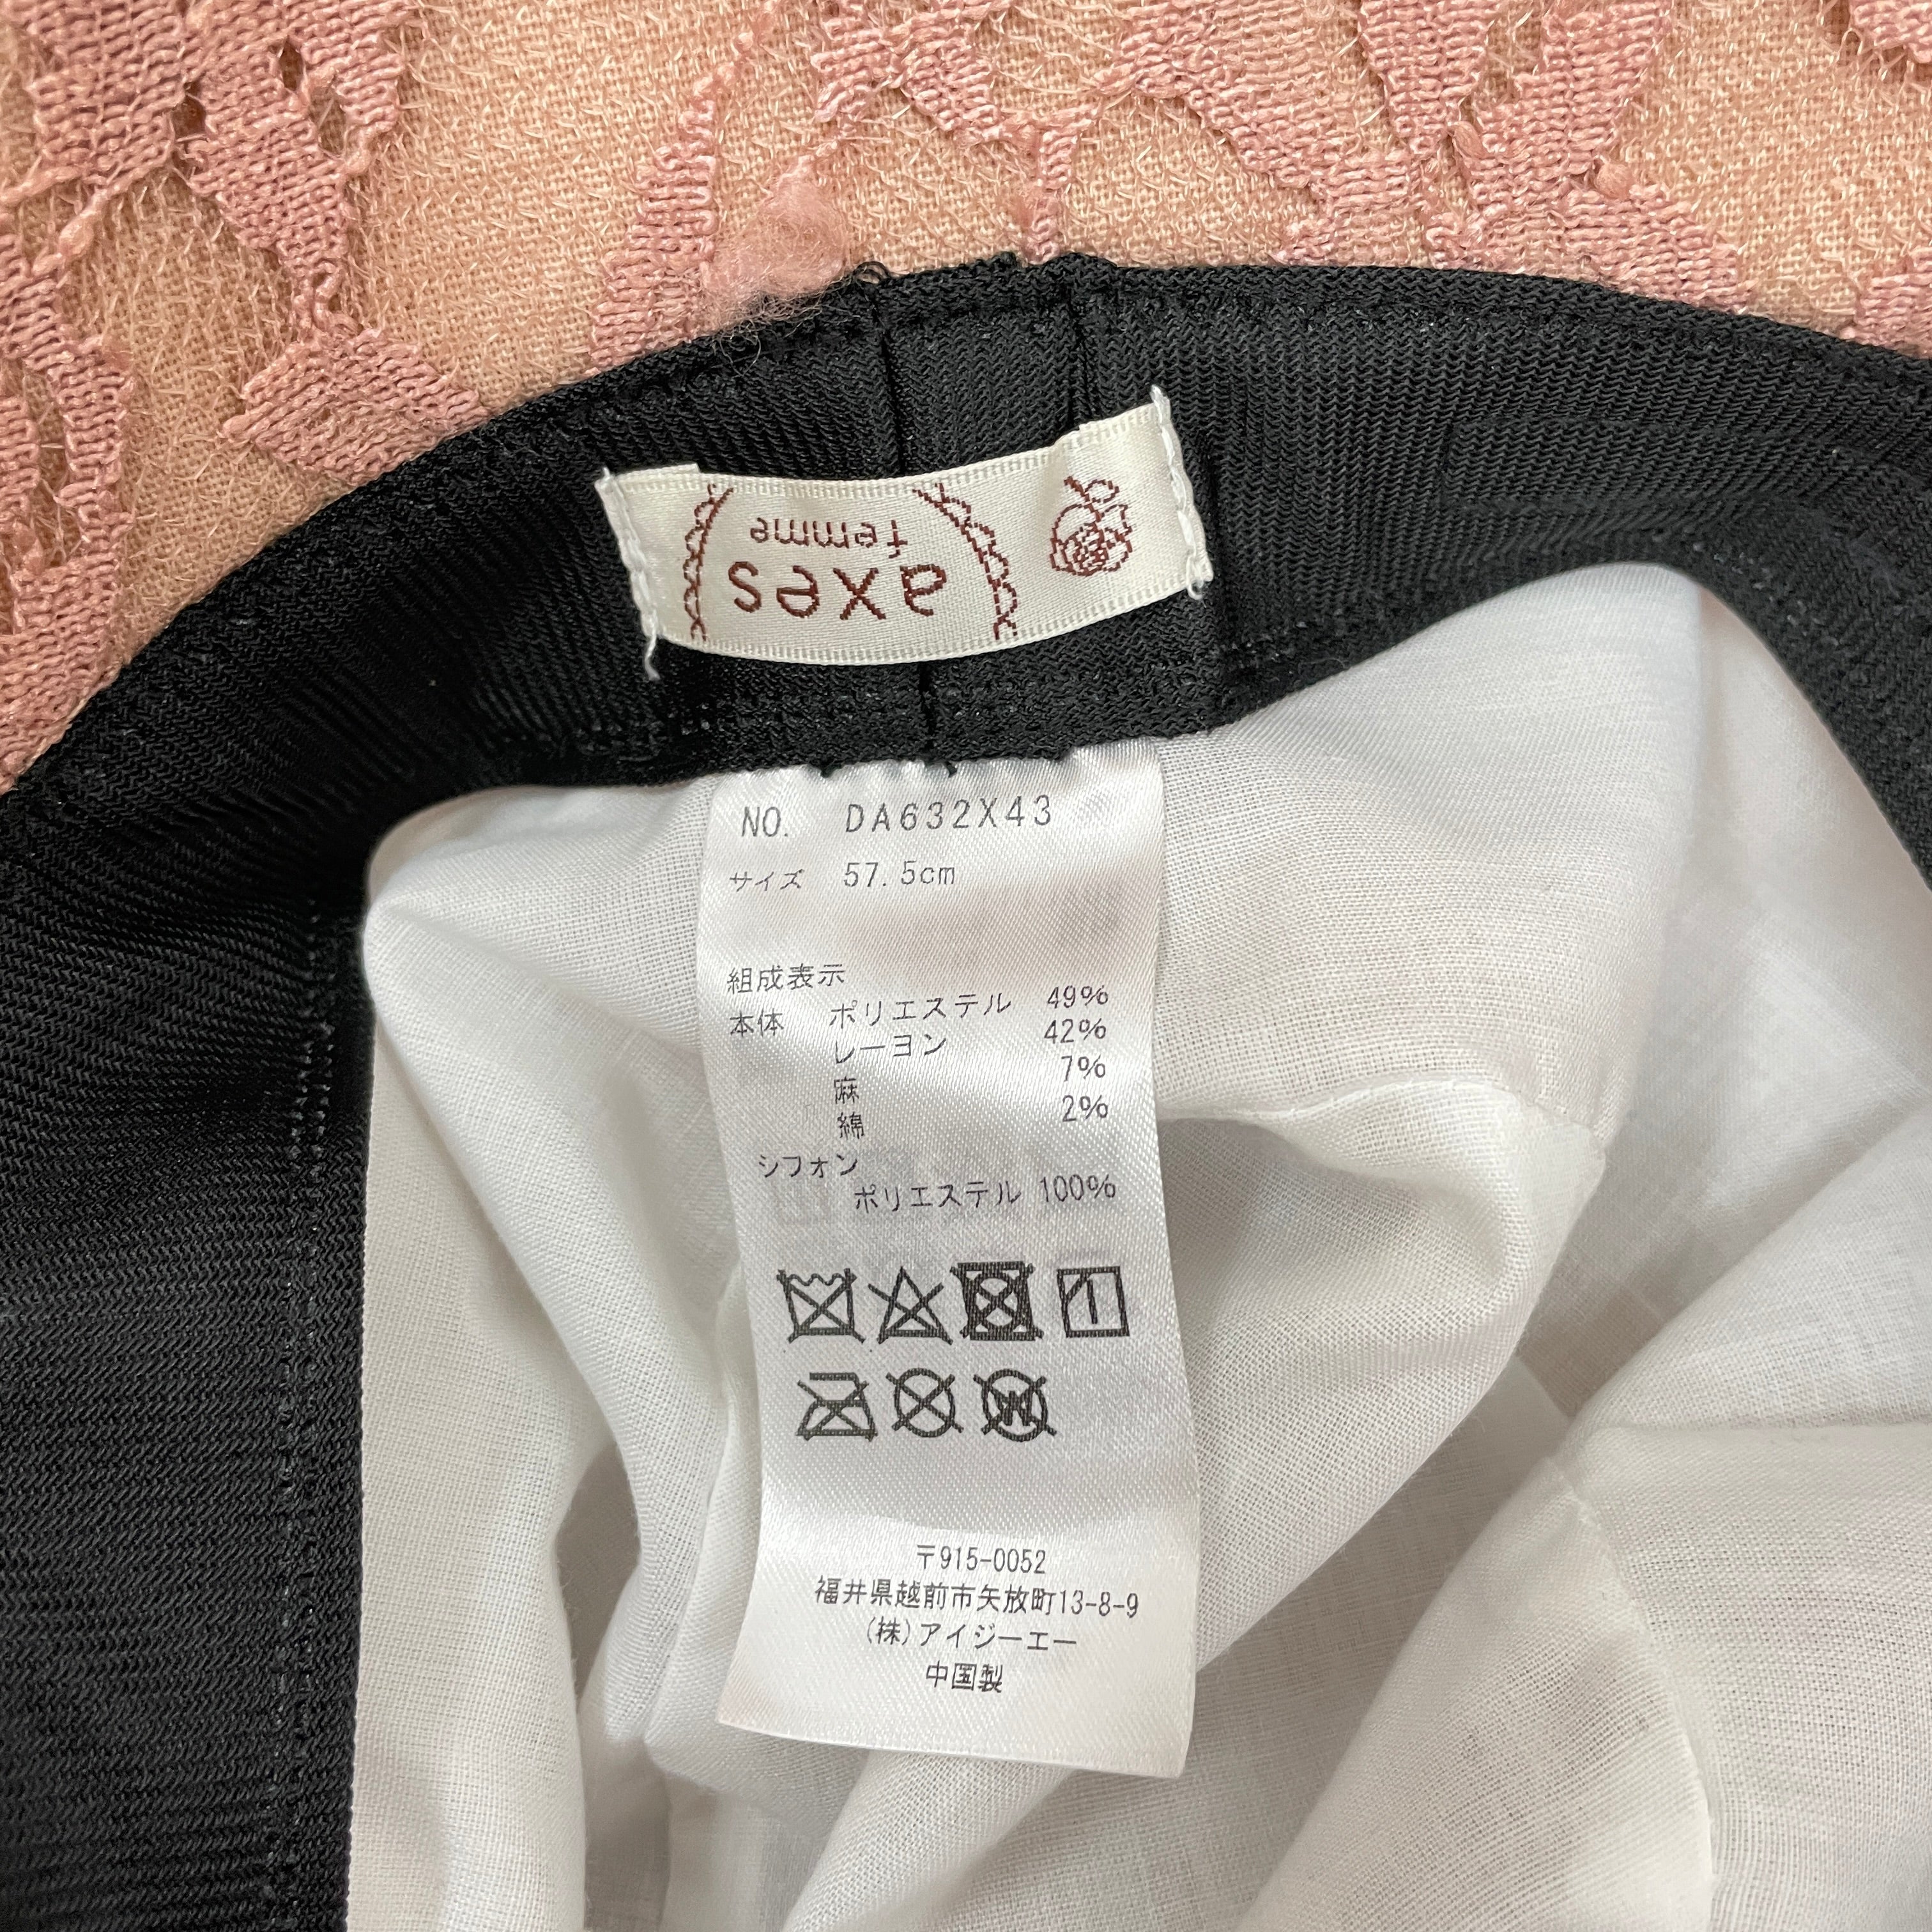 axes
femme
NO. DA632X43
サイズ 57.5cm
組成表示
本体 ポリエステル 49%
レーヨン 42%
麻 7%
綿 2%
シフォン
ポリエステル 100%
〒915-0052
福井県越前市矢放町13-8-9
(株)アイジーエー
中国製